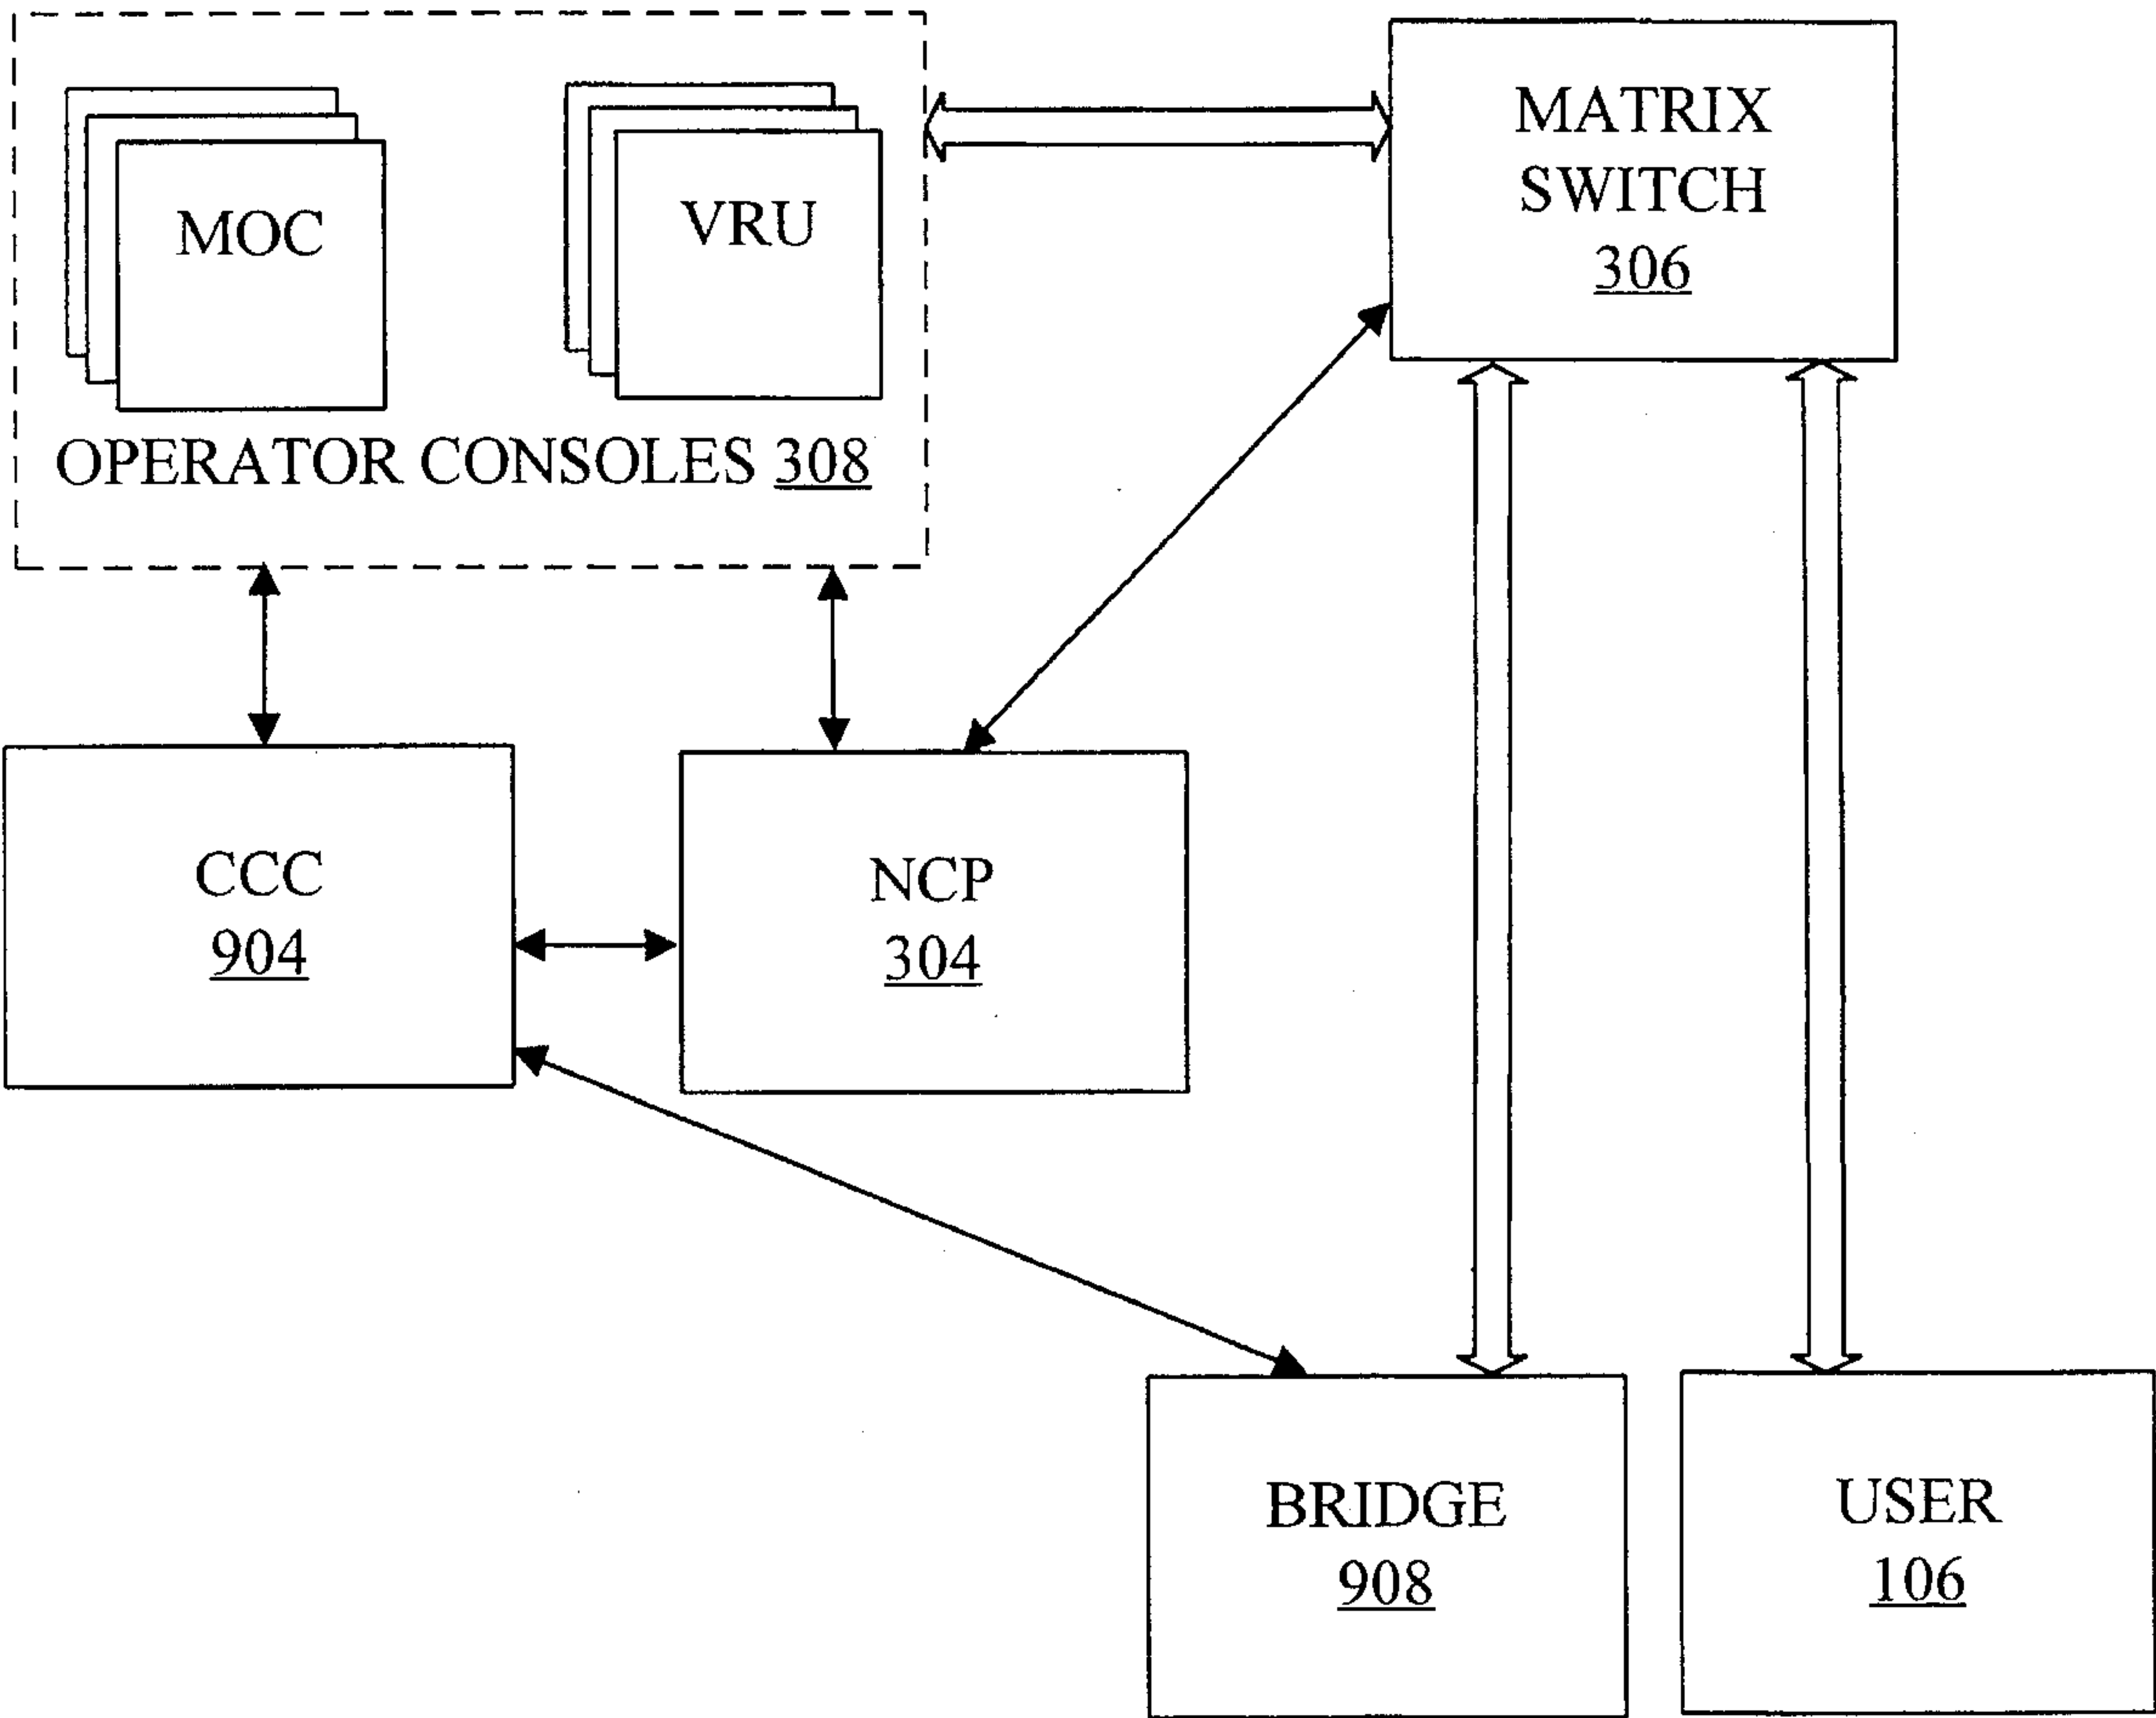 MOC
VRU
OPERATOR CONSOLES 308
MATRIX
SWITCH
306
CCC
904
NCP
304
BRIDGE
908
USER
106